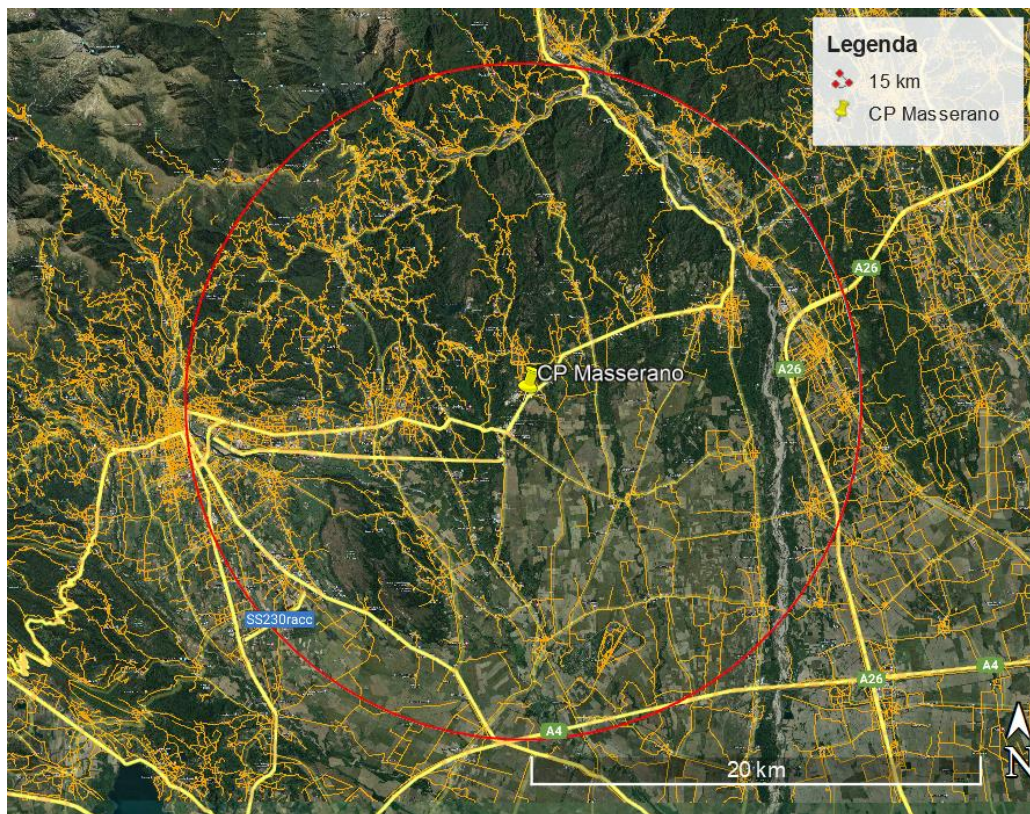 Legenda
15 km
CP Masserano
A26
CP Masserano
A26
SS230racc
A26
A4
A4
20 km
N